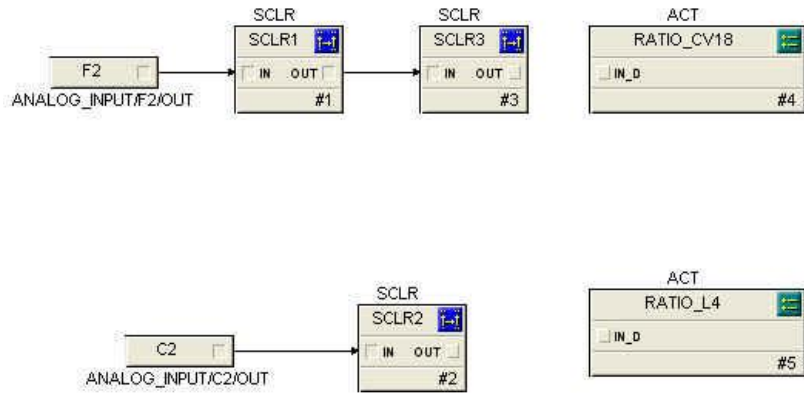 SCLR SCLR ACT
SCLR1 SCLR3 RATIO_CV18
F2 IN OUT IN OUT IN_D
ANALOG_INPUT/F2/OUT #1 #3 #4
SCLR ACT
SCLR2 RATIO_L4
C2 IN OUT IN_D
ANALOG_INPUT/C2/OUT #2 #5